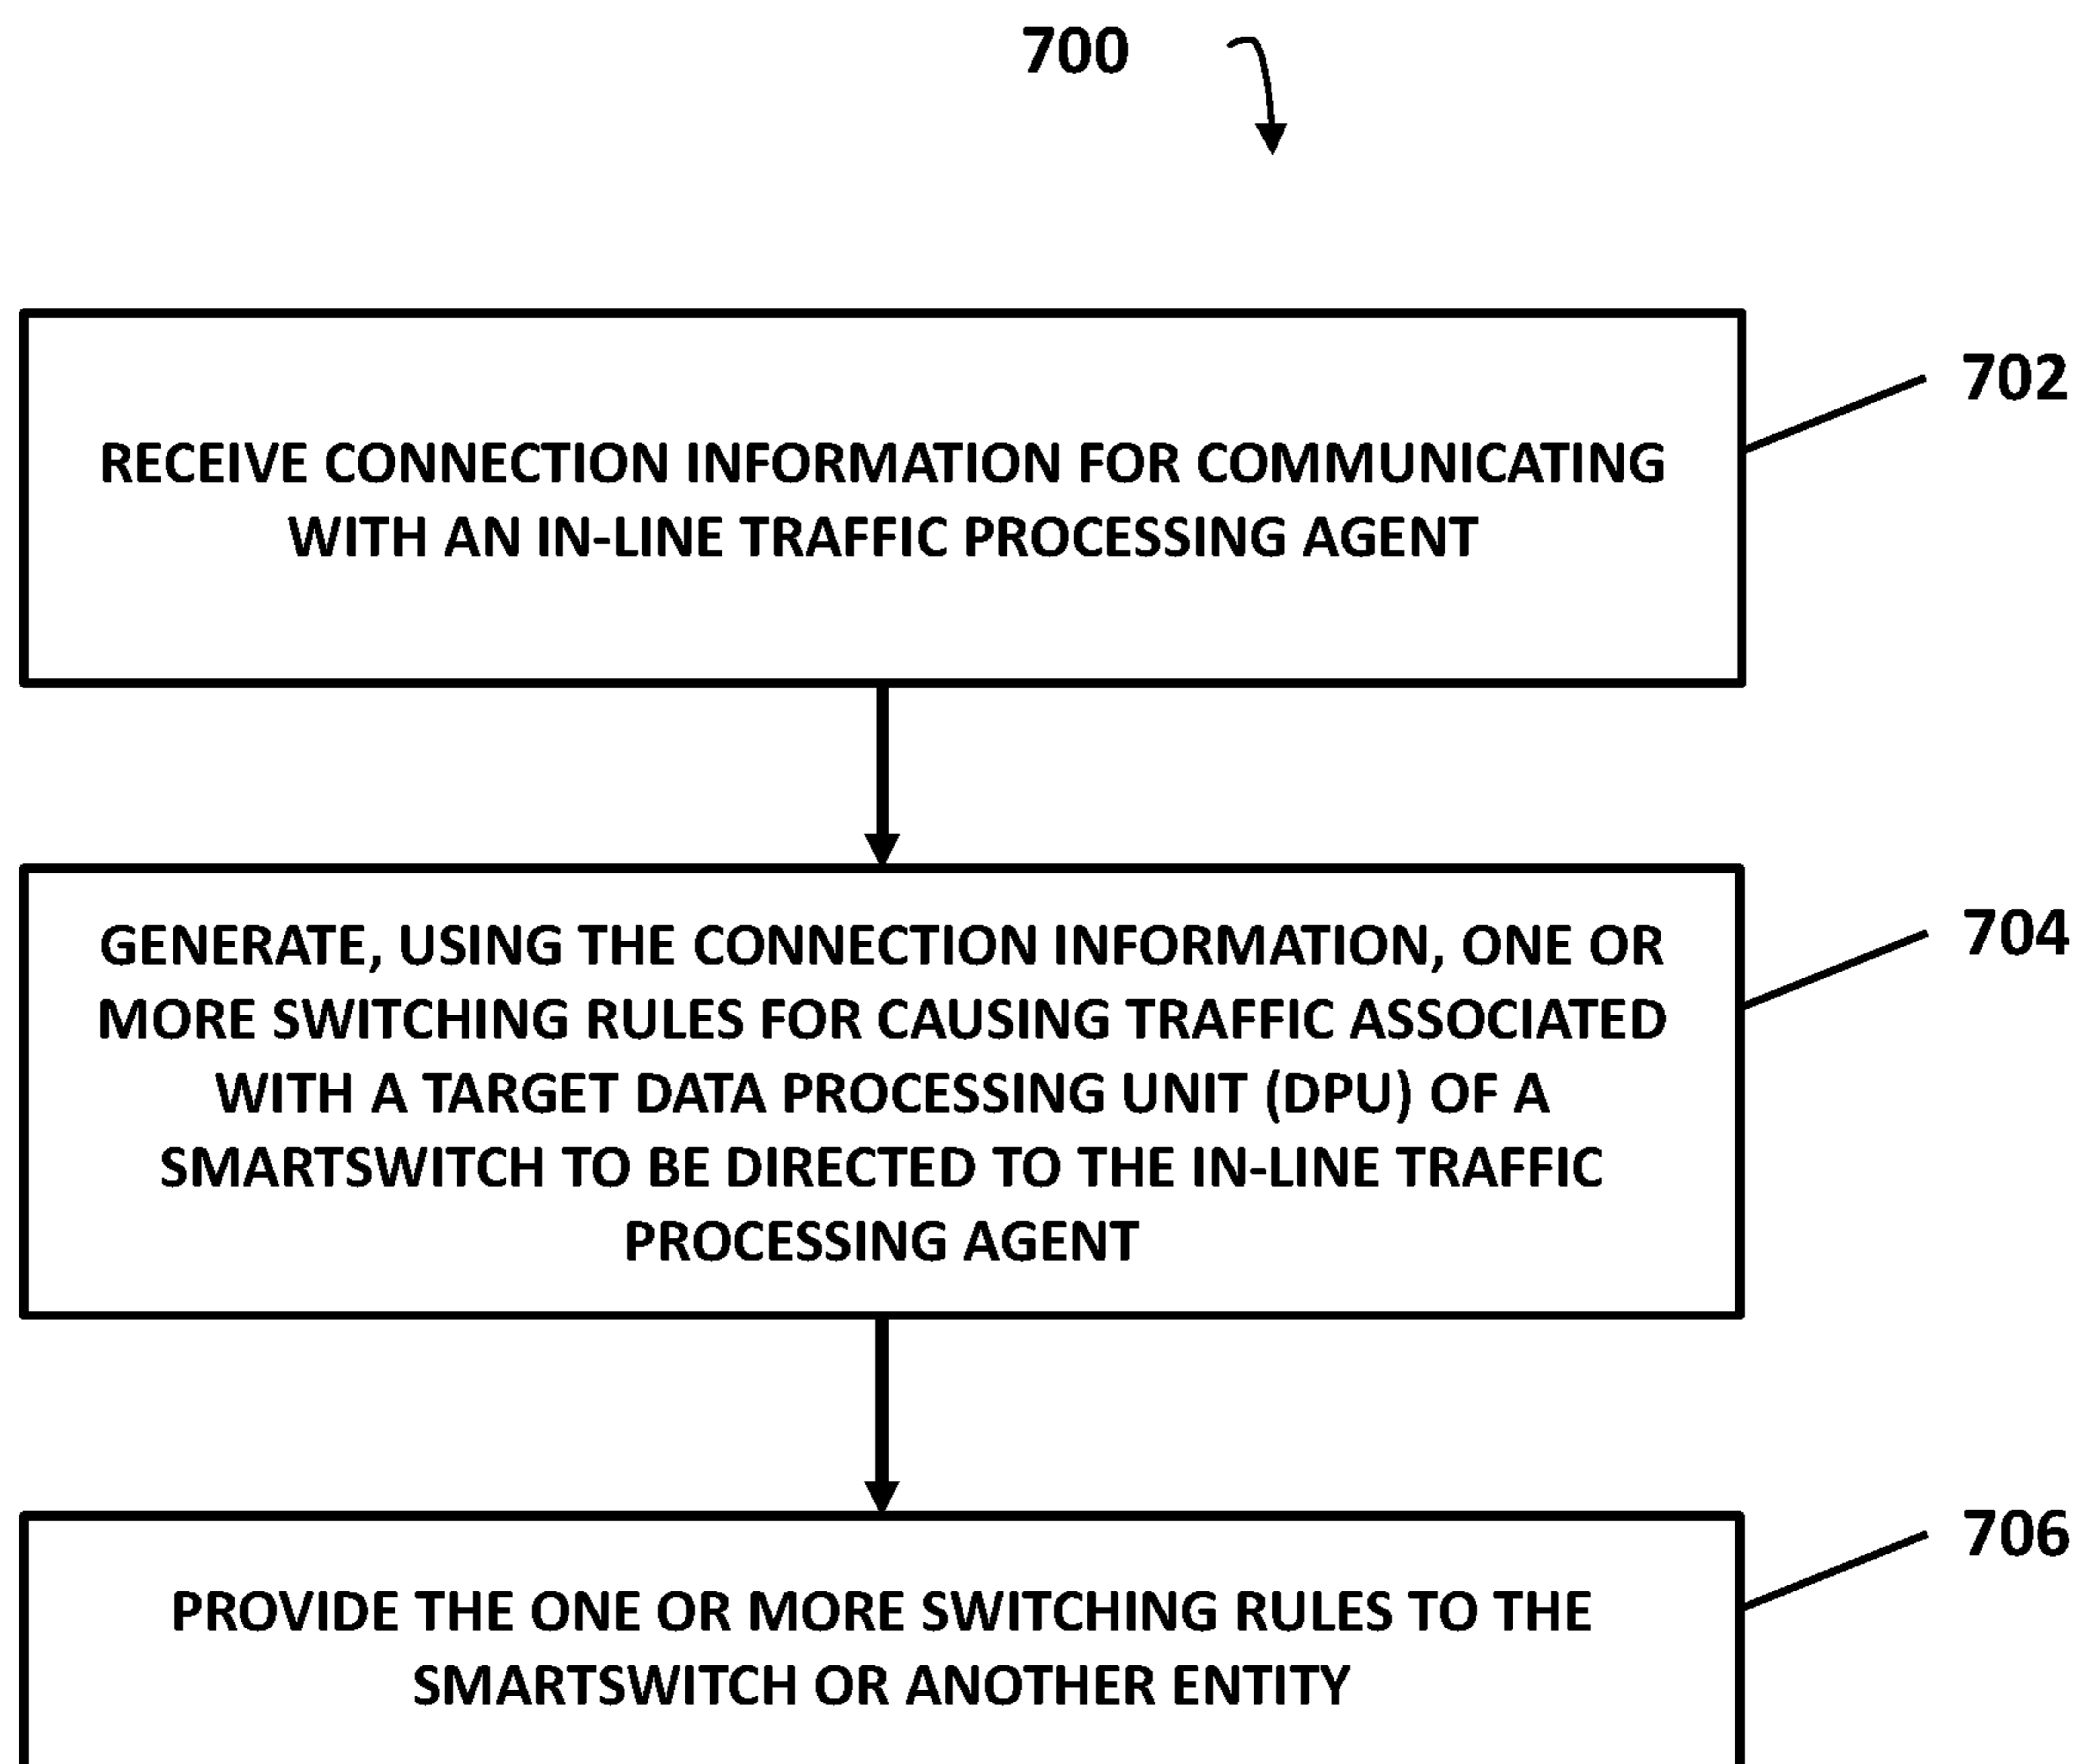 700
702
RECEIVE CONNECTION INFORMATION FOR COMMUNICATING
WITH AN IN-LINE TRAFFIC PROCESSING AGENT
704
GENERATE, USING THE CONNECTION INFORMATION, ONE OR
MORE SWITCHING RULES FOR CAUSING TRAFFIC ASSOCIATED
WITH A TARGET DATA PROCESSING UNIT (DPU) OF A
SMARTSWITCH TO BE DIRECTED TO THE IN-LINE TRAFFIC
PROCESSING AGENT
706
PROVIDE THE ONE OR MORE SWITCHING RULES TO THE
SMARTSWITCH OR ANOTHER ENTITY